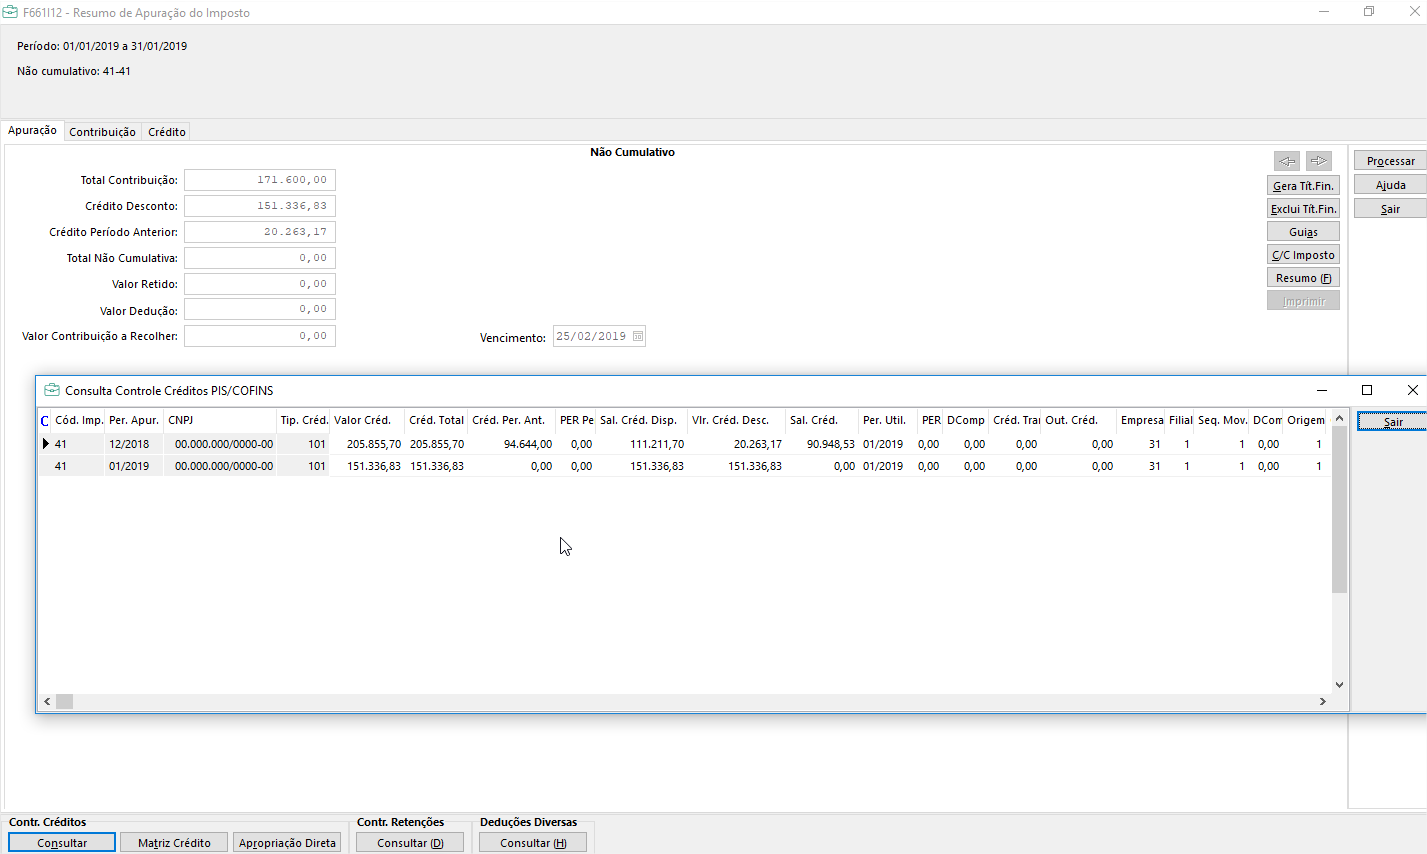 F661I12 - Resumo de Apuração do Imposto
Período: 01/01/2019 a 31/01/2019
Não cumulativo: 41-41
Apuração Contribuição Crédito
Não Cumulativo
Total Contribuição: 171.600,00
Crédito Desconto: 151.336,83
Crédito Período Anterior: 20.263,17
Total Não Cumulativa: 0,00
Valor Retido: 0,00
Valor Dedução: 0,00
Valor Contribuição a Recolher: 0,00
Vencimento: 25/02/2019
Gera Tít.Fin.
Exclui Tít.Fin.
Guias
C/C Imposto
Resumo (F)
Imprimir
Processar
Ajuda
Sair
Consulta Controle Créditos PIS/COFINS
C Cód. Imp. Per. Apur. CNPJ Tip. Créd. Valor Créd. Créd. Total Créd. Per. Ant. PER Pe Sal. Créd. Disp. Vlr. Créd. Desc. Sal. Créd. Per. Util. PER DComp Créd. Tra Out. Créd. Empresa Filial Seq. Mov. DCom Origem
41 12/2018 00.000.000/0000-00 101 205.855,70 205.855,70 94.644,00 0,00 111.211,70 20.263,17 90.948,53 01/2019 0,00 0,00 0,00 0,00 31 1 1 0,00 1
41 01/2019 00.000.000/0000-00 101 151.336,83 151.336,83 0,00 0,00 151.336,83 151.336,83 0,00 01/2019 0,00 0,00 0,00 0,00 31 1 1 0,00 1
Sair
Contr. Créditos
Consultar Matriz Crédito Apropriação Direta
Contr. Retenções
Consultar (D)
Deduções Diversas
Consultar (H)